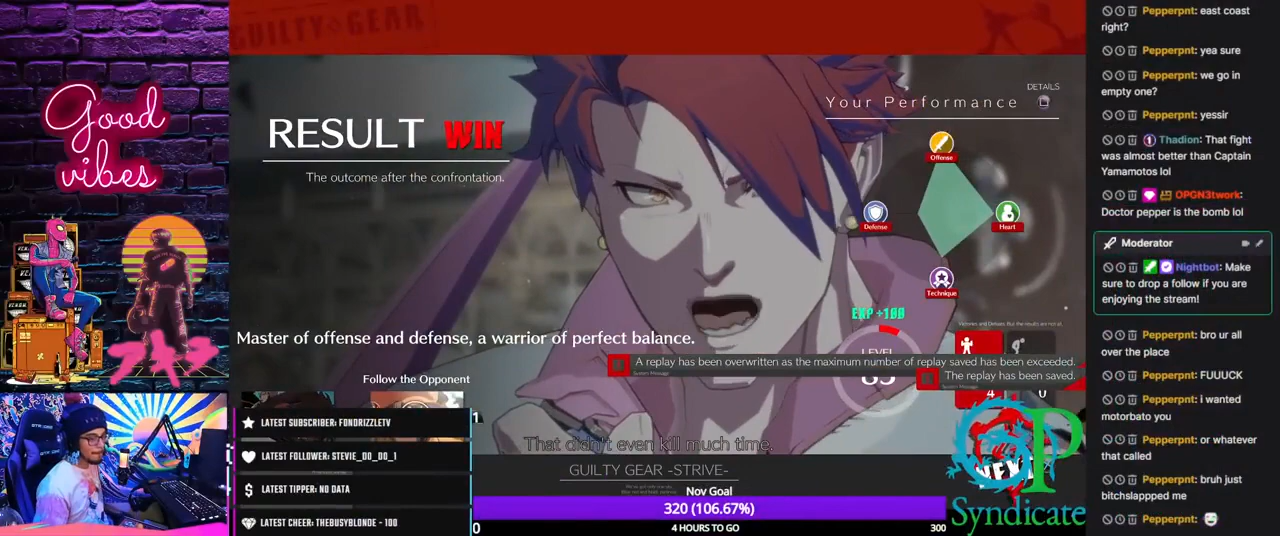 Good
vibes
GUILTY GEAR
RESULT WIN
The outcome after the confrontation.
DETAILS
Your Performance
Offense
Defense
Heart
Technique
EXP +100
LEVEL
Master of offense and defense, a warrior of perfect balance.
A replay has been overwritten as the maximum number of replay saved has been exceeded.
System Message
The replay has been saved.
System Message
Follow the Opponent
That didn't even kill much time.
GUILTY GEAR -STRIVE-
LATEST SUBSCRIBER: FONDRIZZLETV
LATEST FOLLOWER: STEVIE_DO_DO_1
LATEST TIPPER: NO DATA
LATEST CHEER: THEBUSYBLONDE - 100
Nov Goal
320 (106.67%)
0
4 HOURS TO GO
300
OP
NEXT
Syndicate
Pepperpnt: east coast
right?
Pepperpnt: yea sure
Pepperpnt: we go in
empty one?
Pepperpnt: yessir
1 Thadion: That fight
was almost better than Captain
Yamamotos lol
OPGN3twork:
Doctor pepper is the bomb lol
Moderator
Nightbot: Make
sure to drop a follow if you are
enjoying the stream!
Pepperpnt: bro ur all
over the place
Pepperpnt: FUUUCK
Pepperpnt: i wanted
motorbato you
Pepperpnt: or whatever
that called
Pepperpnt: bruh just
bitchslappped me
Pepperpnt: